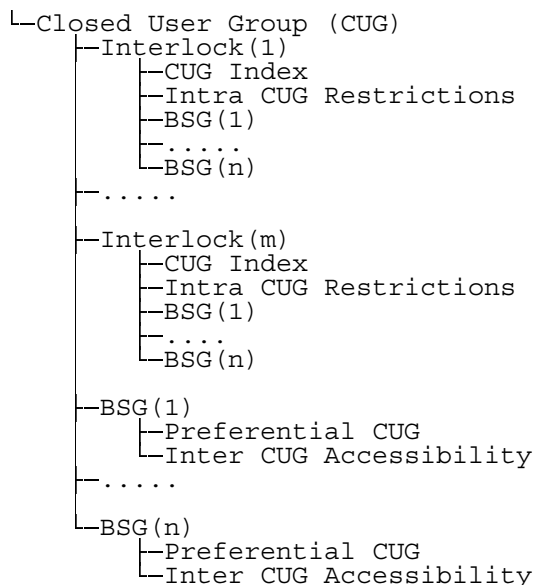 Closed User Group (CUG)
Interlock(1)
CUG Index
Intra CUG Restrictions
BSG(1)
.....
BSG(n)
.....
Interlock(m)
CUG Index
Intra CUG Restrictions
BSG(1)
....
BSG(n)
BSG(1)
Preferential CUG
Inter CUG Accessibility
.....
BSG(n)
Preferential CUG
Inter CUG Accessibility